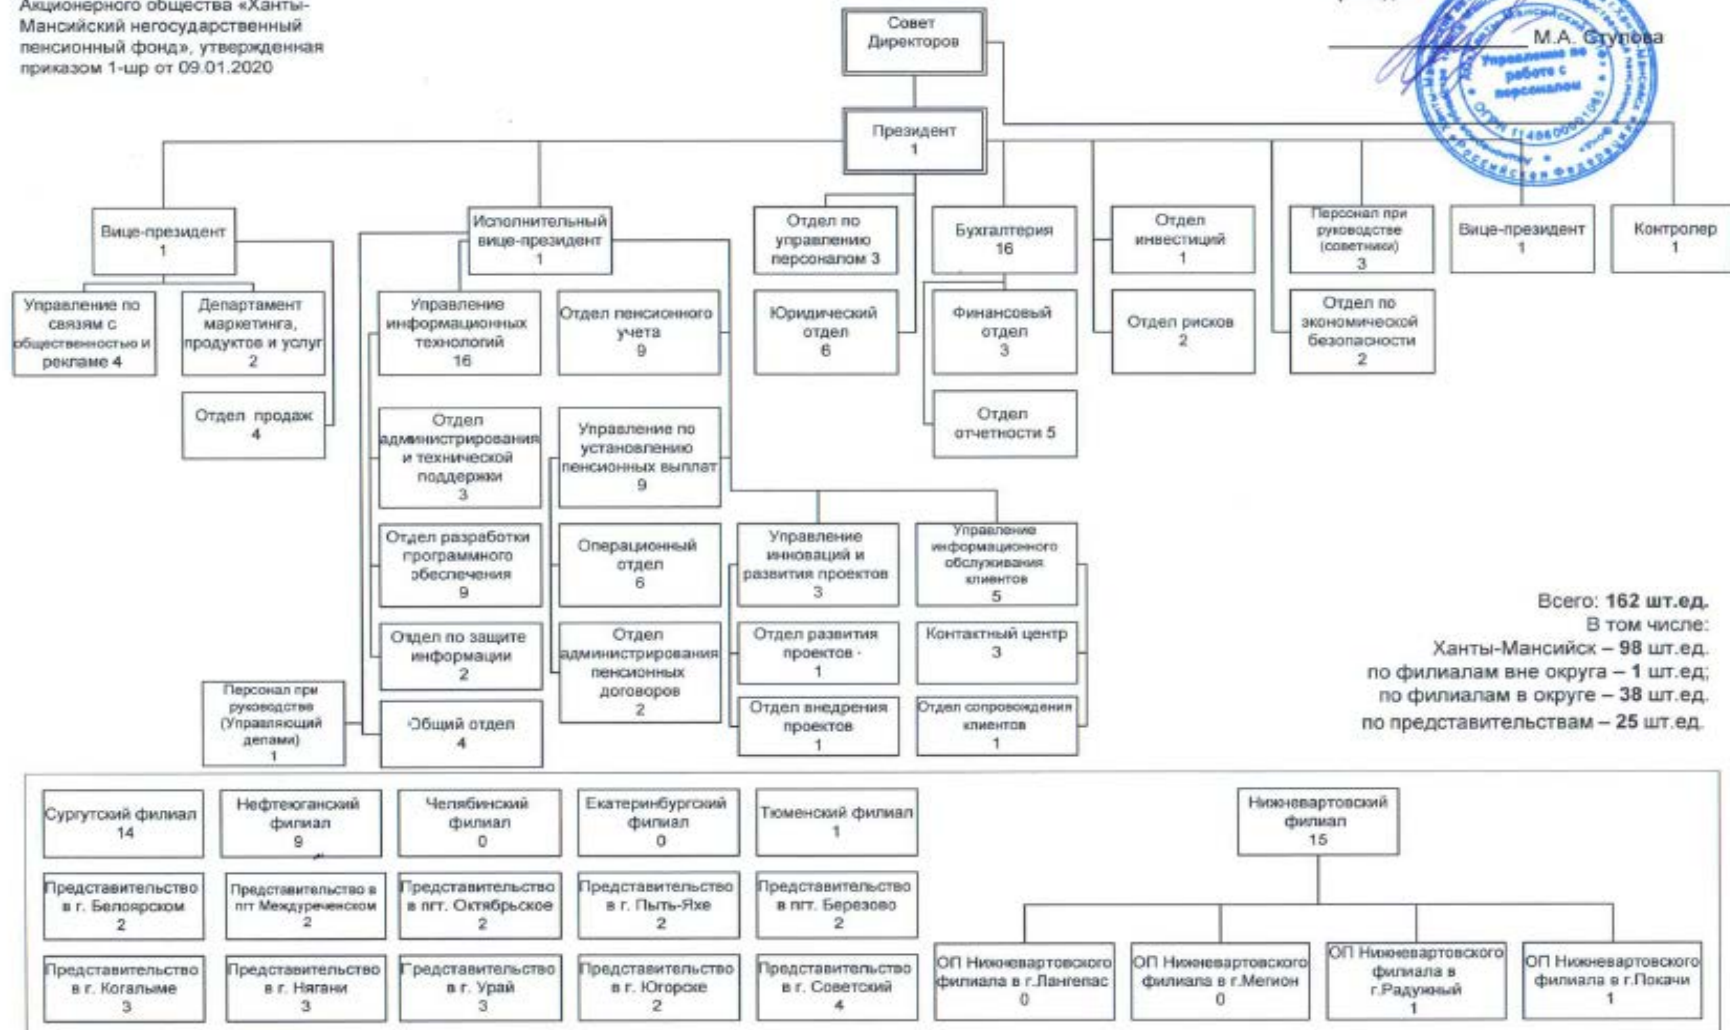 Акционерного общества «Ханты-
Мансийский негосударственный
пенсионный фонд», утвержденная
приказом 1-шр от 09.01.2020
М.А. Ступова
Управление по
работе с
персоналом
Совет
Директоров
Президент
1
Вице-президент
1
Исполнительный
вице-президент
1
Отдел по
управлению
персоналом 3
Бухгалтерия
16
Отдел
инвестиций
1
Персонал при
руководстве
(советники)
3
Вице-президент
1
Контролер
1
Управление по
связям с
общественностью и
рекламе 4
Департамент
маркетинга,
продуктов и услуг
2
Управление
информационных
технологий
16
Отдел пенсионного
учета
9
Юридический
отдел
6
Финансовый
отдел
3
Отдел рисков
2
Отдел по
экономической
безопасности
2
Отдел продаж
4
Отдел
администрирования
и технической
поддержки
3
Управление по
установлению
пенсионных выплат
9
Отдел
отчетности 5
Отдел разработки
программного
обеспечения
9
Операционный
отдел
6
Управление
инноваций и
развития проектов
3
Управление
информационного
обслуживания
клиентов
5
Отдел по защите
информации
2
Отдел
администрирования
пенсионных
договоров
2
Отдел развития
проектов
1
Контактный центр
3
Персонал при
руководстве
(Управляющий
делами)
1
Общий отдел
4
Отдел внедрения
проектов
1
Отдел сопровождения
клиентов
1
Всего: 162 шт.ед.
В том числе:
Ханты-Мансийск – 98 шт.ед.
по филиалам вне округа – 1 шт.ед;
по филиалам в округе – 38 шт.ед.
по представительствам – 25 шт.ед.
Сургутский филиал
14
Нефтеюганский
филиал
9
Челябинский
филиал
0
Екатеринбургский
филиал
0
Тюменский филиал
1
Нижневартовский
филиал
15
Представительство
в г. Белоярском
2
Представительство в
пгт Междуреченском
2
Представительство
в пгт. Октябрьское
2
Представительство
в г. Пыть-Яхе
2
Представительство
в пгт. Березово
2
Представительство
в г. Когалыме
3
Представительство
в г. Нягани
3
Представительство
в г. Урай
3
Представительство
в г. Югорске
2
Представительство
в г. Советский
4
ОП Нижневартовского
филиала в г.Лангепас
0
ОП Нижневартовского
филиала в г.Мегион
0
ОП Нижневартовского
филиала в
г.Радужный
1
ОП Нижневартовского
филиала в г.Покачи
1